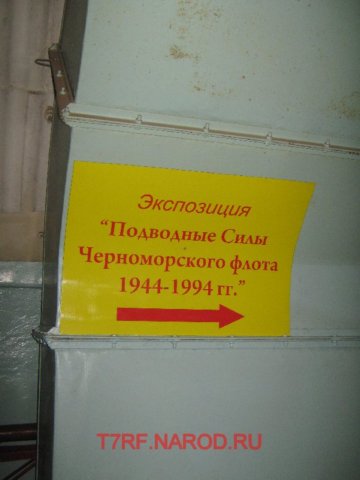 Экспозиция
“Подводные Силы
Черноморского флота
1944-1994 гг.”
T7RF.NAROD.RU